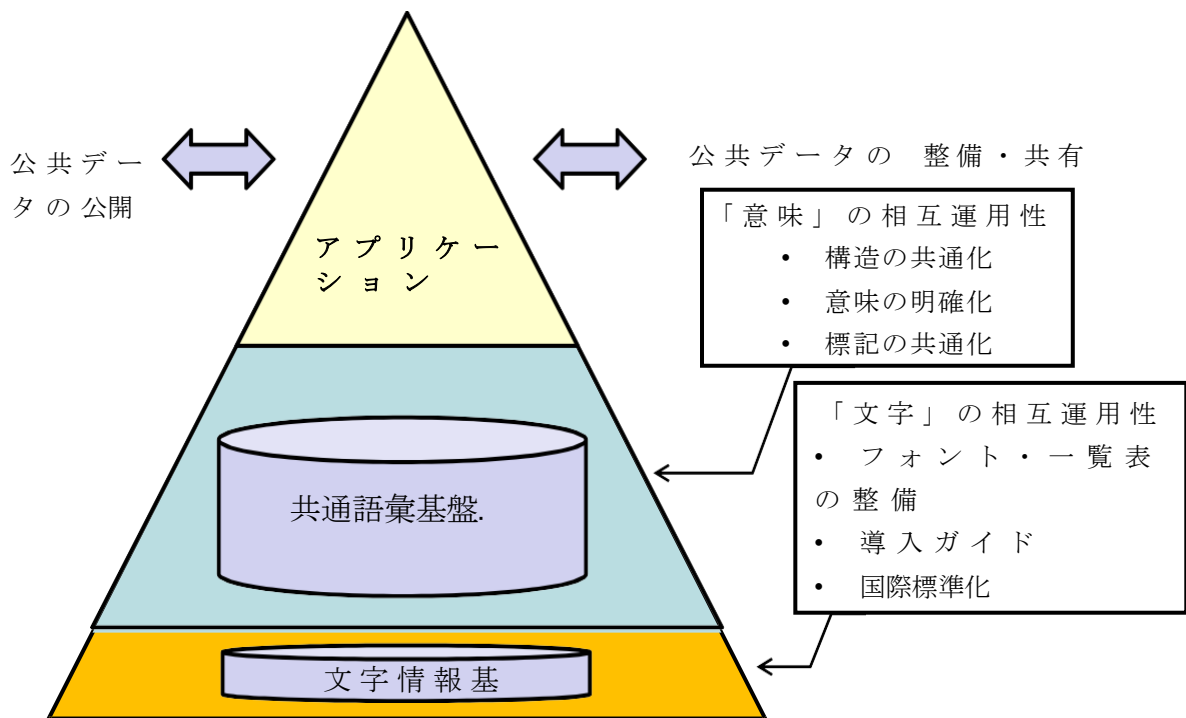 公共デー
タの公開
公共データの 整備・共有
アプリケー
ション
「意味」の相互運用性
• 構造の共通化
• 意味の明確化
• 標記の共通化
「文字」の相互運用性
• フォント・一覧表
の整備
• 導入ガイド
• 国際標準化
共通語彙基盤.
文字情報基